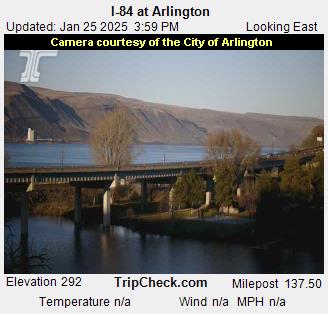 I-84 at Arlington
Updated: Jan 25 2025  3:59 PM  Looking East
Camera courtesy of the City of Arlington
Elevation 292  TripCheck.com  Milepost 137.50
Temperature n/a  Wind n/a  MPH n/a